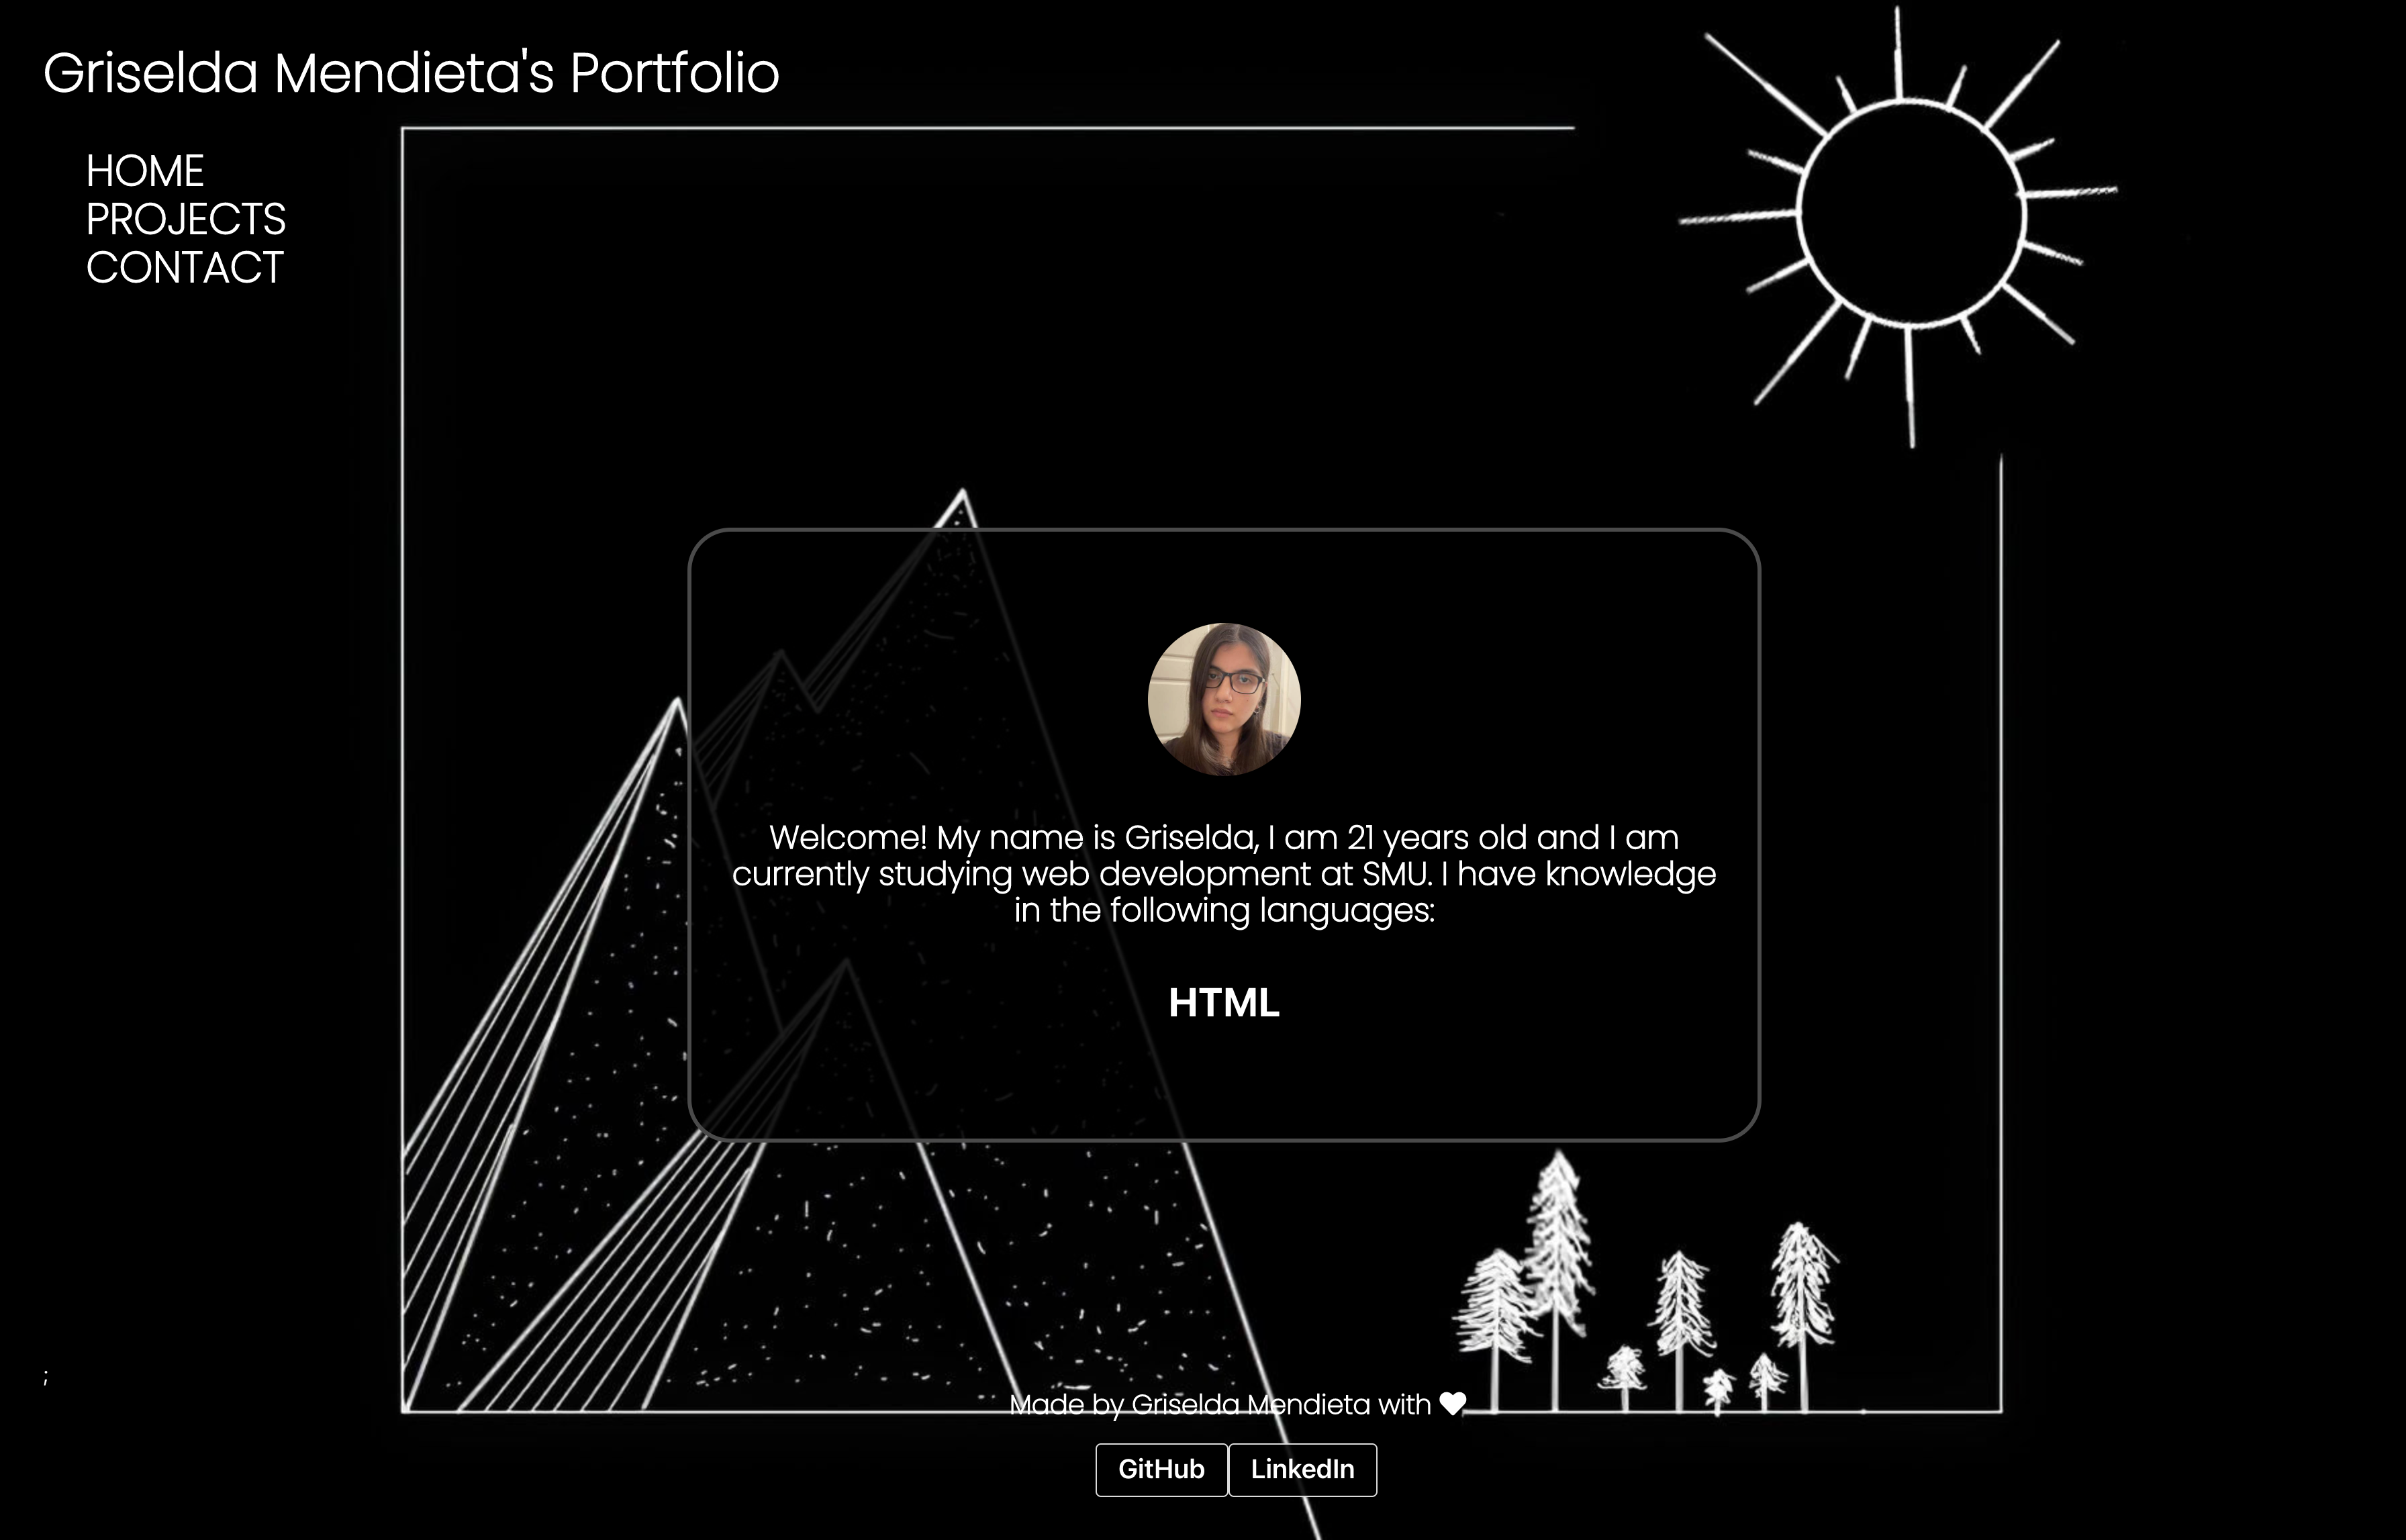 Griselda Mendieta's Portfolio
HOME
PROJECTS
CONTACT
Welcome! My name is Griselda, I am 21 years old and I am
currently studying web development at SMU. I have knowledge
in the following languages:
HTML
;
Made by Griselda Mendieta with ♥
GitHub
LinkedIn